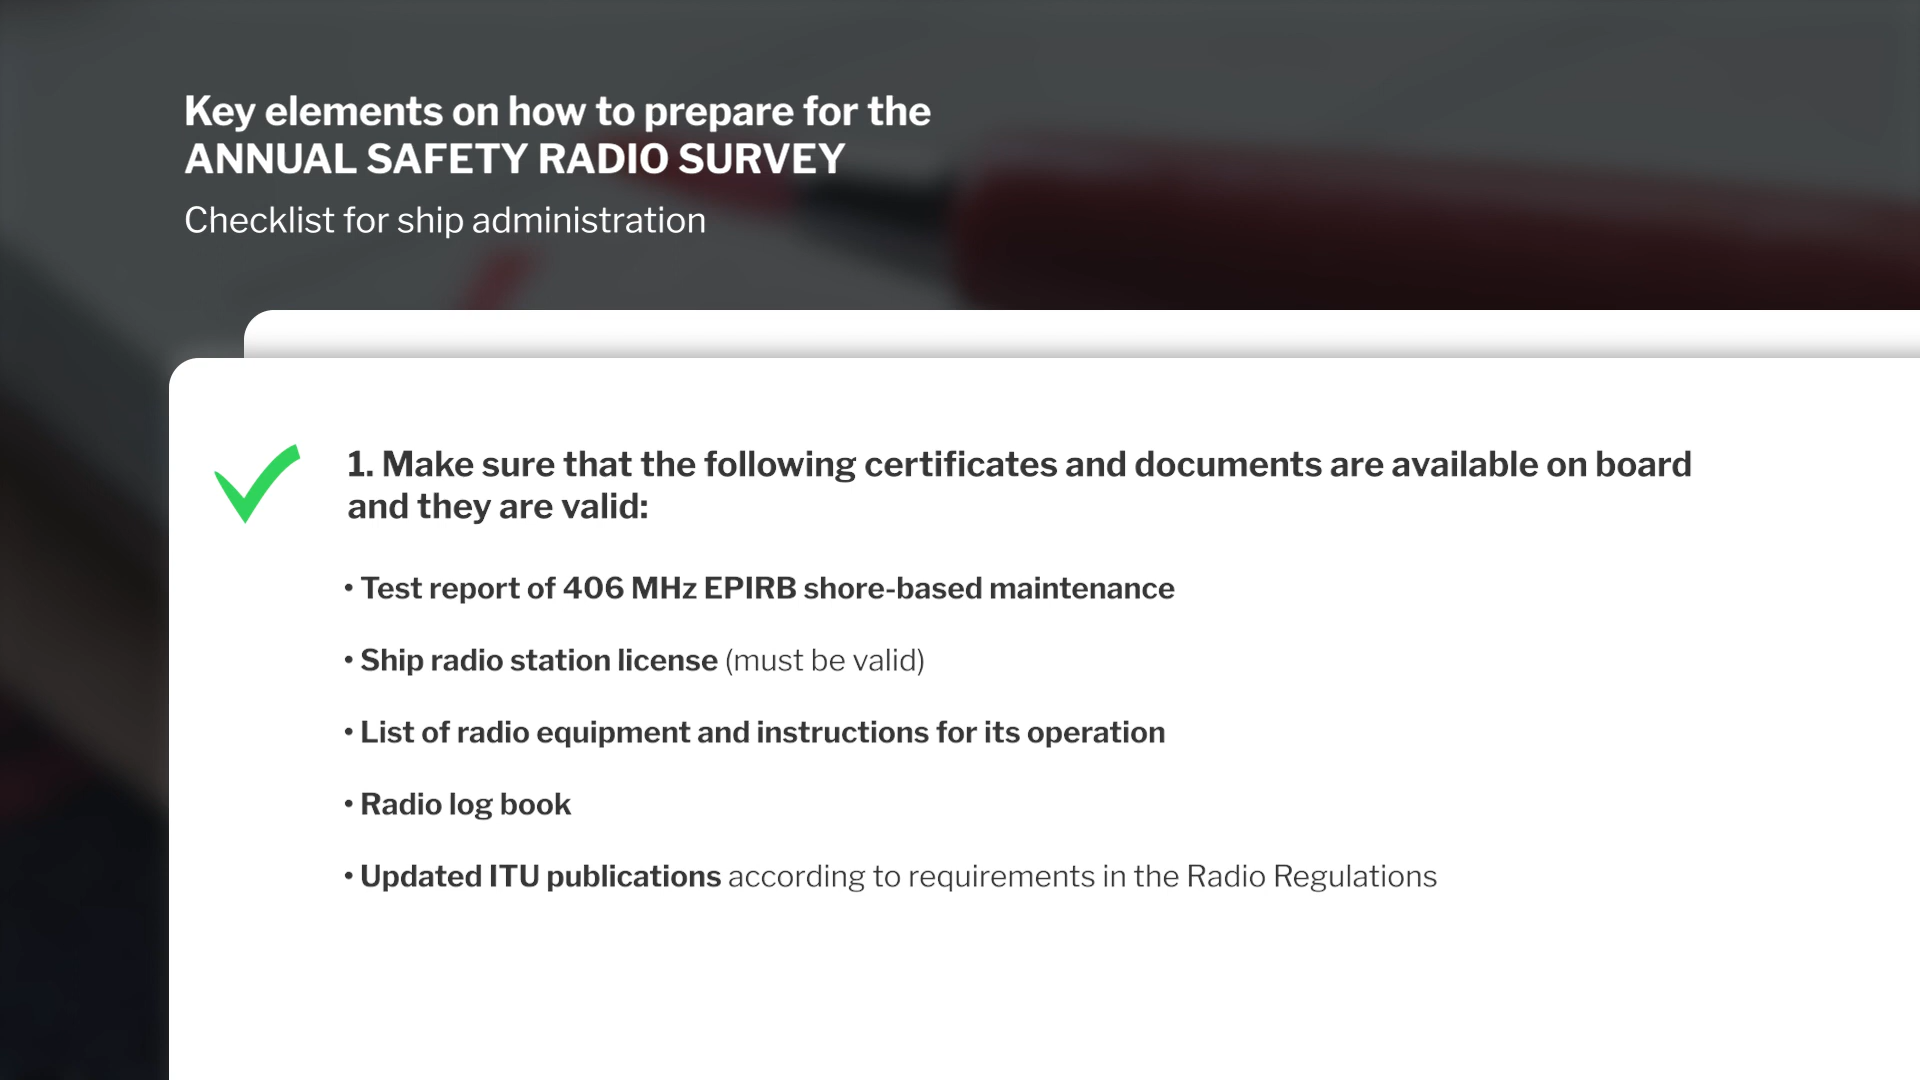 Key elements on how to prepare for the
ANNUAL SAFETY RADIO SURVEY
Checklist for ship administration
1. Make sure that the following certificates and documents are available on board
and they are valid:
• Test report of 406 MHz EPIRB shore-based maintenance
• Ship radio station license (must be valid)
• List of radio equipment and instructions for its operation
• Radio log book
• Updated ITU publications according to requirements in the Radio Regulations